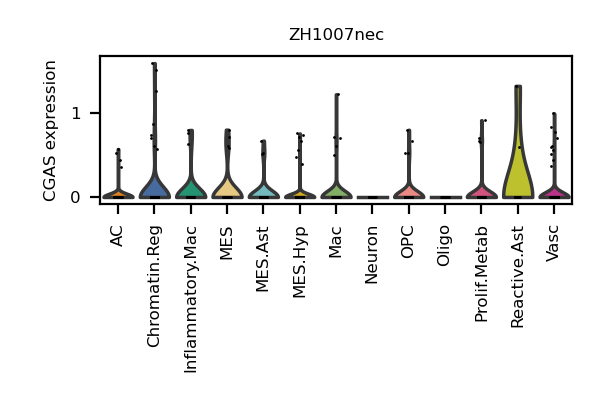 ZH1007nec
CGAS expression
1
0
AC
Chromatin.Reg
Inflammatory.Mac
MES
MES.Ast
MES.Hyp
Mac
Neuron
OPC
Oligo
Prolif.Metab
Reactive.Ast
Vasc